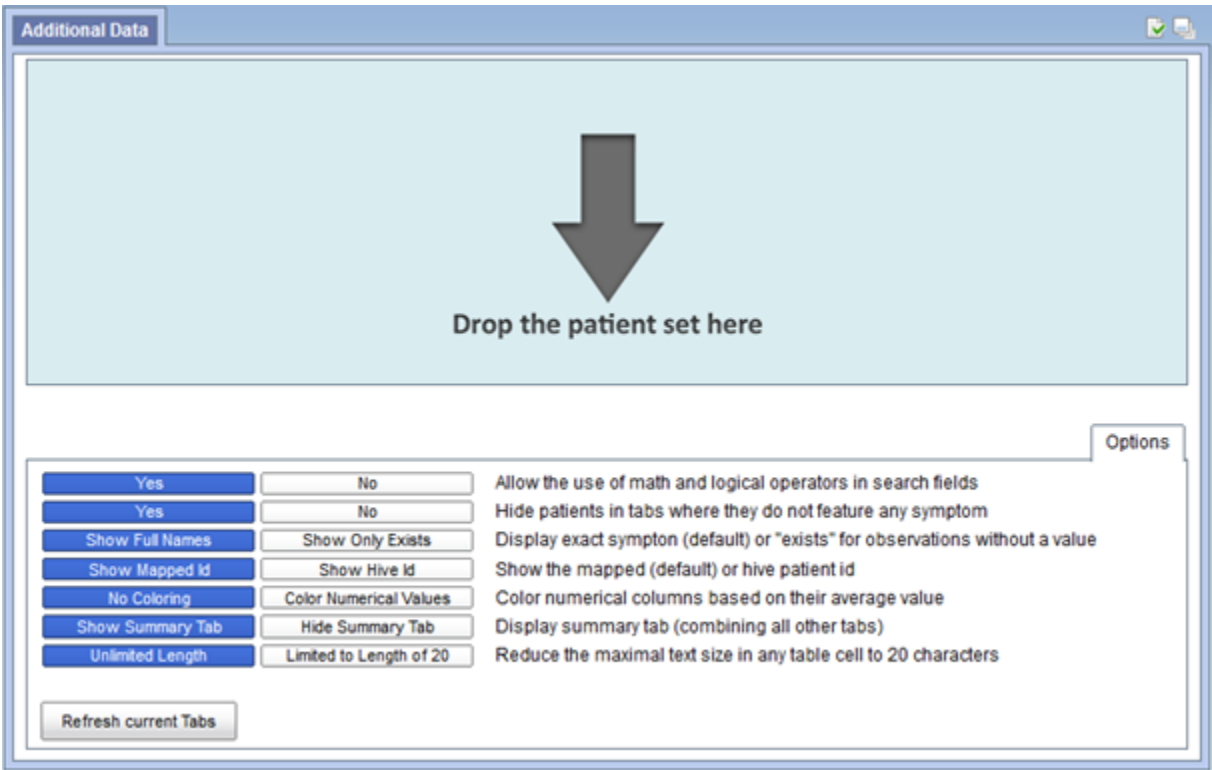 Additional Data
Drop the patient set here
Options
Yes No Allow the use of math and logical operators in search fields
Yes No Hide patients in tabs where they do not feature any symptom
Show Full Names Show Only Exists Display exact sympton (default) or "exists" for observations without a value
Show Mapped Id Show Hive Id Show the mapped (default) or hive patient id
No Coloring Color Numerical Values Color numerical columns based on their average value
Show Summary Tab Hide Summary Tab Display summary tab (combining all other tabs)
Unlimited Length Limited to Length of 20 Reduce the maximal text size in any table cell to 20 characters
Refresh current Tabs